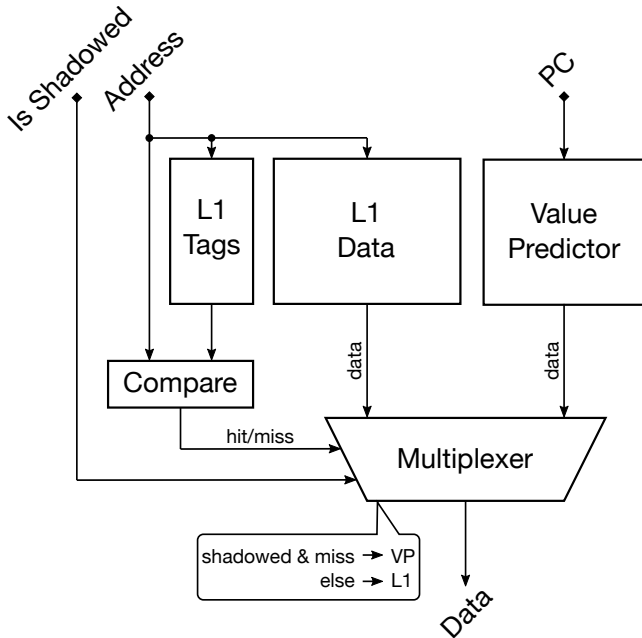 Is Shadowed
Address
PC
L1
Tags
L1
Data
Value
Predictor
data
data
Compare
hit/miss
Multiplexer
shadowed & miss → VP
else → L1
Data